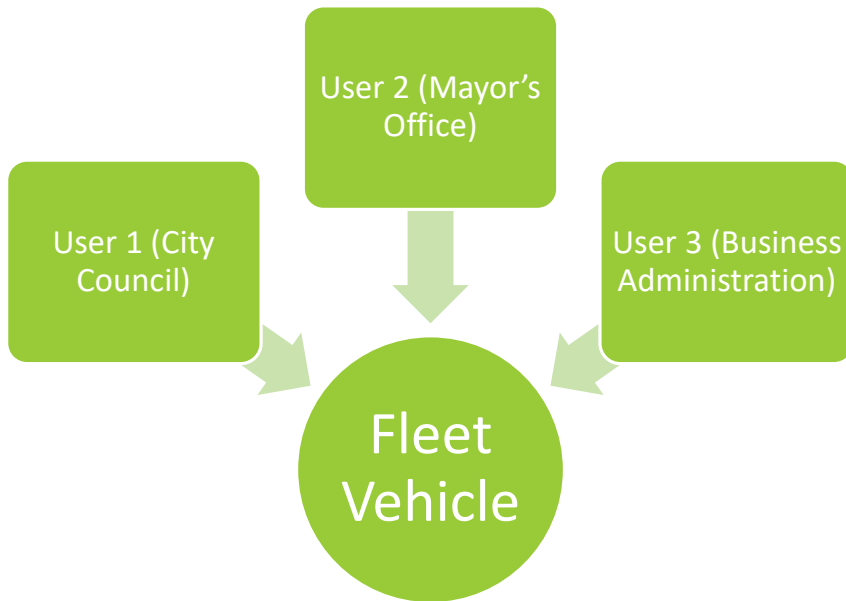 User 2 (Mayor’s
Office)
User 1 (City
Council)
User 3 (Business
Administration)
Fleet
Vehicle